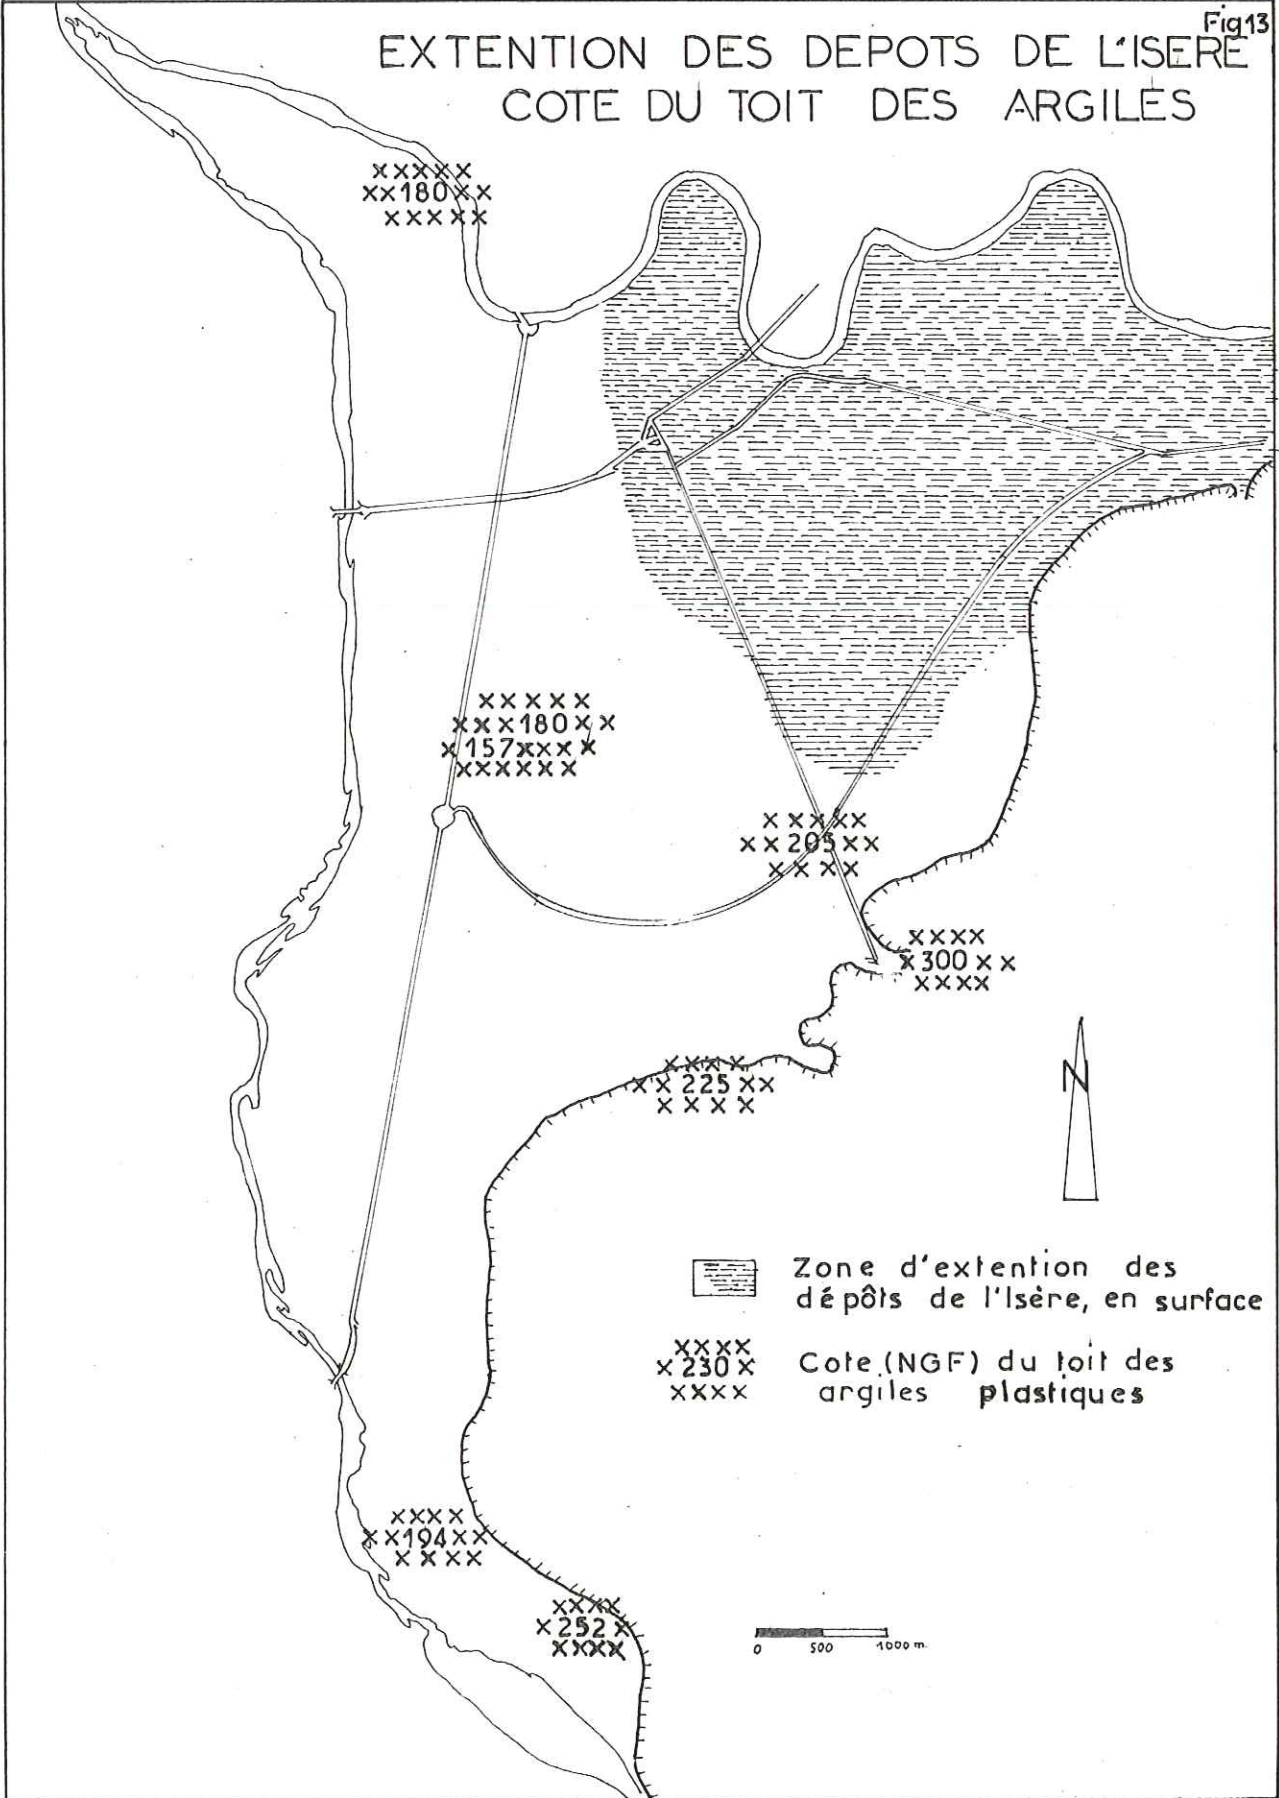 Fig13
EXTENTION DES DEPOTS DE L'ISERE
COTE DU TOIT DES ARGILES
xxxxx
xx180xx
xxxxx
xxxxx
xxx180xx
x157xxxx
xxxxxx
xxxxx
xx205xx
xxxx
xxxx
x300xx
xxxx
xxxx
xx225xx
xxxx
N
Zone d'extention des
dépôts de l'Isère, en surface
xxxx
x230x
xxxx
Cote (NGF) du toit des
argiles plastiques
xxxx
xx194xx
xxxx
xxxx
x252x
xxxx
0 500 1000 m.